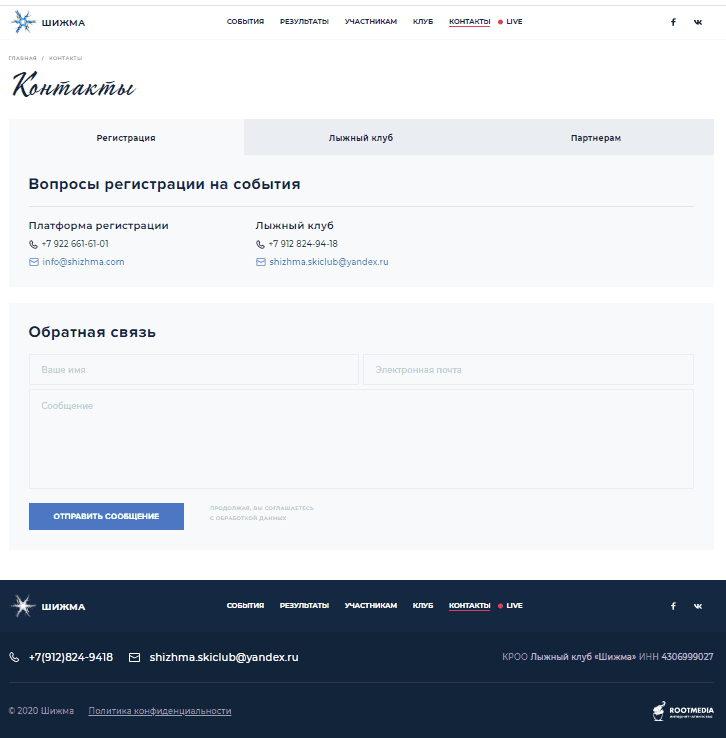 ШИЖМА
СОБЫТИЯ РЕЗУЛЬТАТЫ УЧАСТНИКАМ КЛУБ КОНТАКТЫ LIVE
ГЛАВНАЯ / КОНТАКТЫ
Контакты
Регистрация Лыжный клуб Партнерам
Вопросы регистрации на события
Платформа регистрации Лыжный клуб
+7 922 661-61-01 +7 912 824-94-18
info@shizhma.com shizhma.skiclub@yandex.ru
Обратная связь
Ваше имя Электронная почта
Сообщение
ОТПРАВИТЬ СООБЩЕНИЕ
ПРОДОЛЖАЯ, ВЫ СОГЛАШАЕТЕСЬ
С ОБРАБОТКОЙ ДАННЫХ
ШИЖМА
СОБЫТИЯ РЕЗУЛЬТАТЫ УЧАСТНИКАМ КЛУБ КОНТАКТЫ LIVE
+7(912)824-9418 shizhma.skiclub@yandex.ru КРОО Лыжный клуб «Шижма» ИНН 4306999027
© 2020 Шижма Политика конфиденциальности
ROOTMEDIA
интернет-агентство